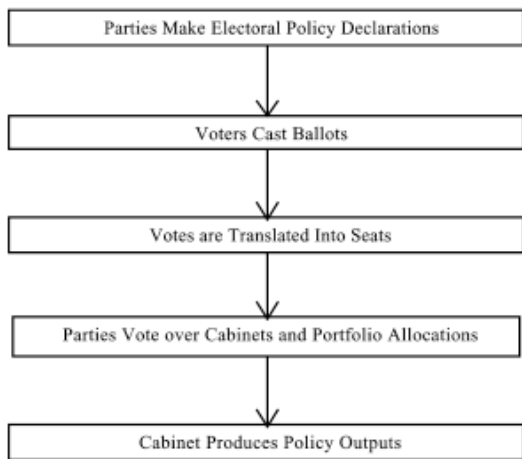 Parties Make Electoral Policy Declarations
Voters Cast Ballots
Votes are Translated Into Seats
Parties Vote over Cabinets and Portfolio Allocations
Cabinet Produces Policy Outputs